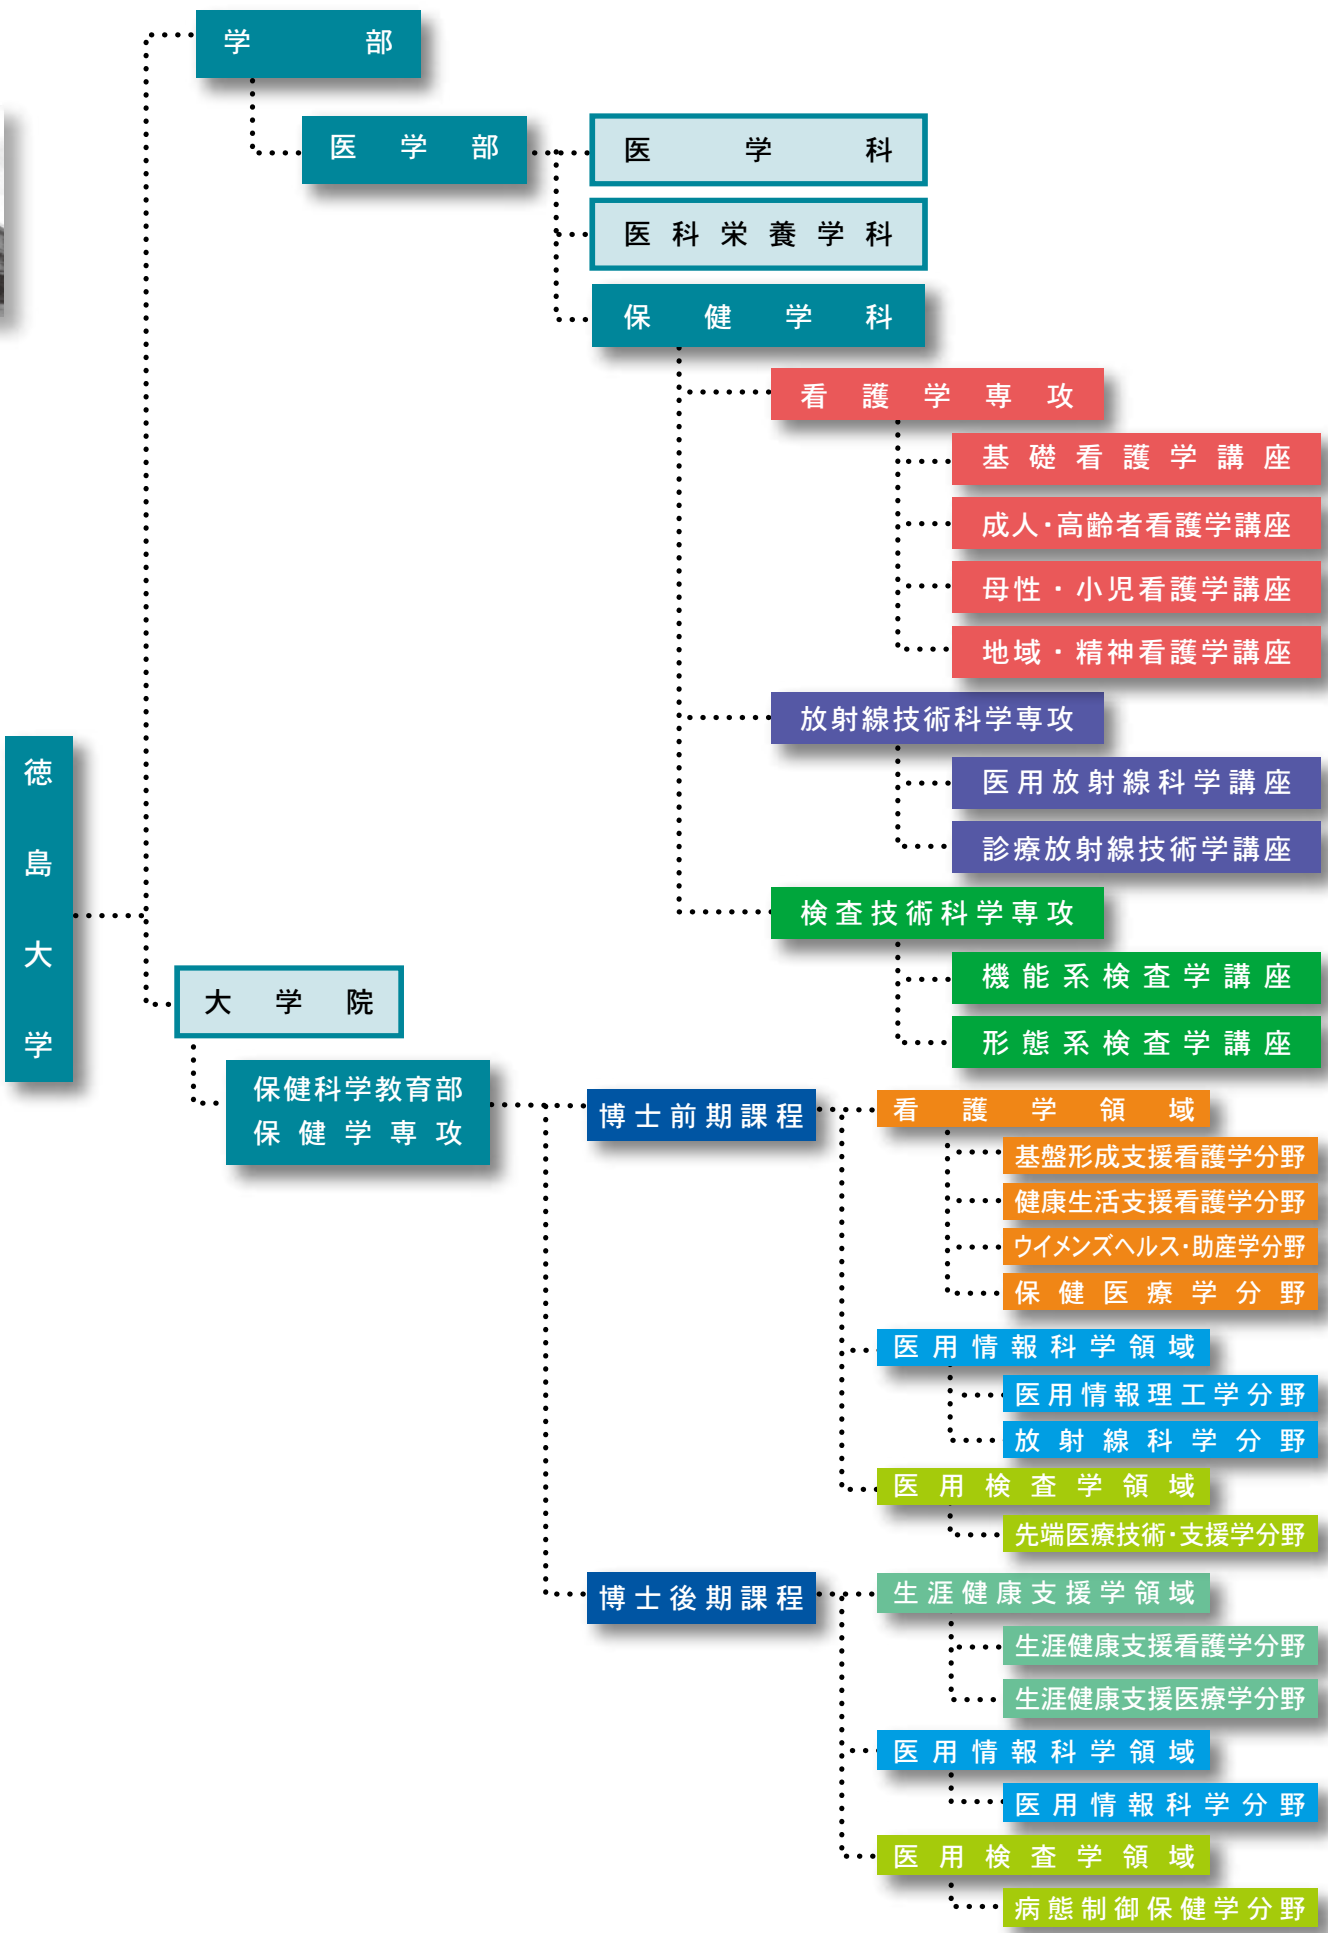 徳島大学
学部
医学部
医学科
医科栄養学科
保健学科
看護学専攻
基礎看護学講座
成人・高齢者看護学講座
母性・小児看護学講座
地域・精神看護学講座
放射線技術科学専攻
医用放射線科学講座
診療放射線技術学講座
検査技術科学専攻
機能系検査学講座
形態系検査学講座
大学院
保健科学教育部
保健学専攻
博士前期課程
看護学領域
基盤形成支援看護学分野
健康生活支援看護学分野
ウイメンズヘルス・助産学分野
保健医療学分野
医用情報科学領域
医用情報理工学分野
放射線科学分野
医用検査学領域
先端医療技術・支援学分野
博士後期課程
生涯健康支援学領域
生涯健康支援看護学分野
生涯健康支援医療学分野
医用情報科学領域
医用情報科学分野
医用検査学領域
病態制御保健学分野